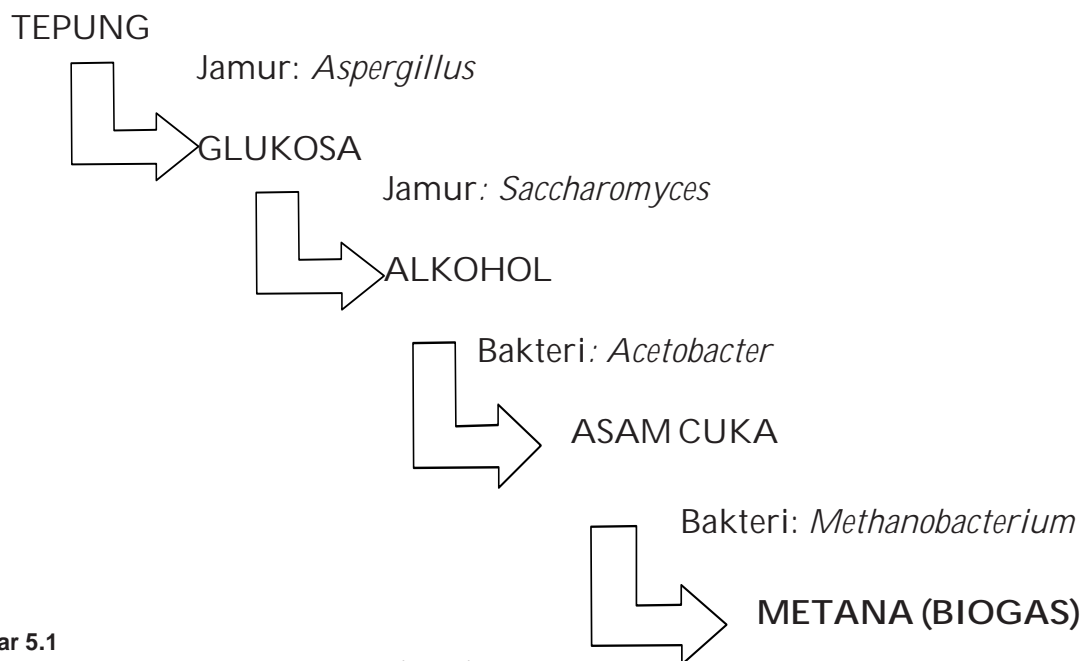 TEPUNG
Jamur: Aspergillus
GLUKOSA
Jamur: Saccharomyces
ALKOHOL
Bakteri: Acetobacter
ASAM CUKA
Bakteri: Methanobacterium
METANA (BIOGAS)
ar 5.1